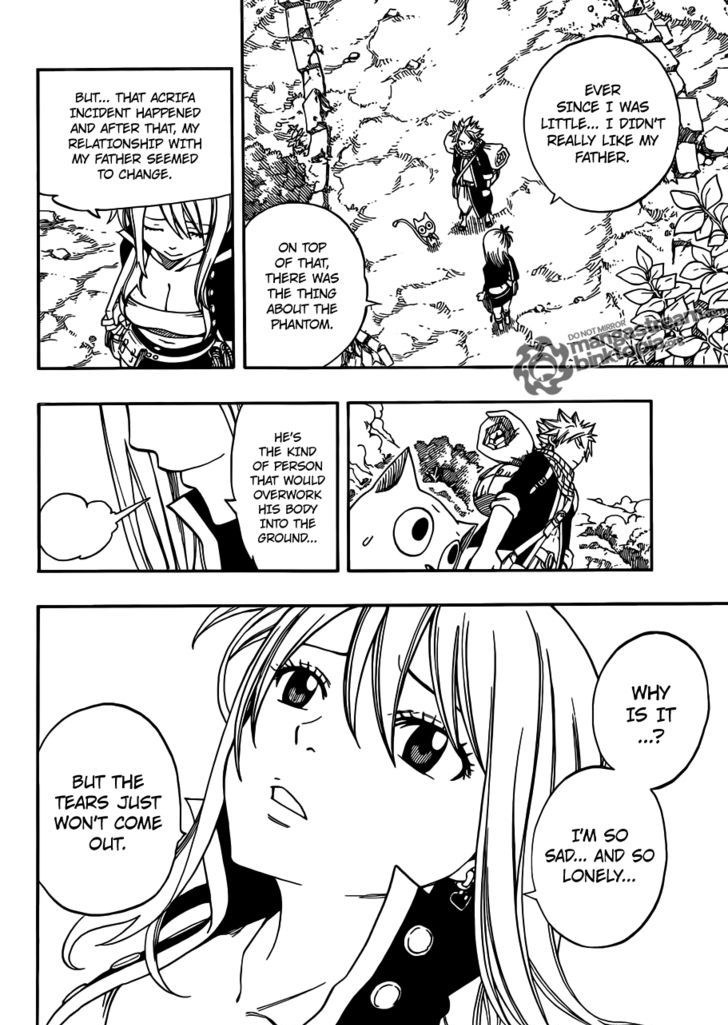 EVER
SINCE I WAS
LITTLE... I DIDN'T
REALLY LIKE MY
FATHER.
ON TOP
OF THAT,
THERE WAS
THE THING
ABOUT THE
PHANTOM.
BUT... THAT ACRIFA
INCIDENT HAPPENED
AND AFTER THAT, MY
RELATIONSHIP WITH
MY FATHER SEEMED
TO CHANGE.
DO NOT MIRROR
mangastream
binktopia
HE'S
THE KIND
OF PERSON
THAT WOULD
OVERWORK
HIS BODY
INTO THE
GROUND...
WHY
IS IT
...?
I'M SO
SAD... AND SO
LONELY...
BUT THE
TEARS JUST
WON'T COME
OUT.